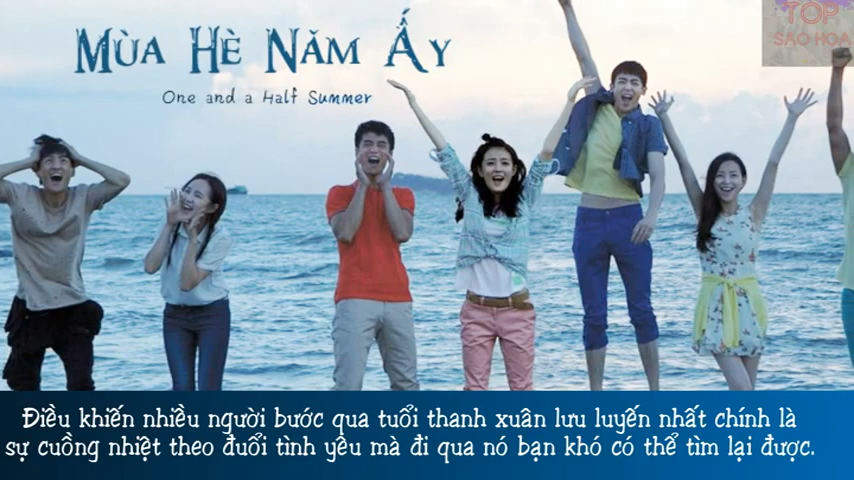 Mùa Hè Năm Ấy
One and a Half Summer
TOP
SAO HOA
Điều khiến nhiều người bước qua tuổi thanh xuân lưu luyến nhất chính là
sự cuồng nhiệt theo đuổi tình yêu mà đi qua nó bạn khó có thể tìm lại được.